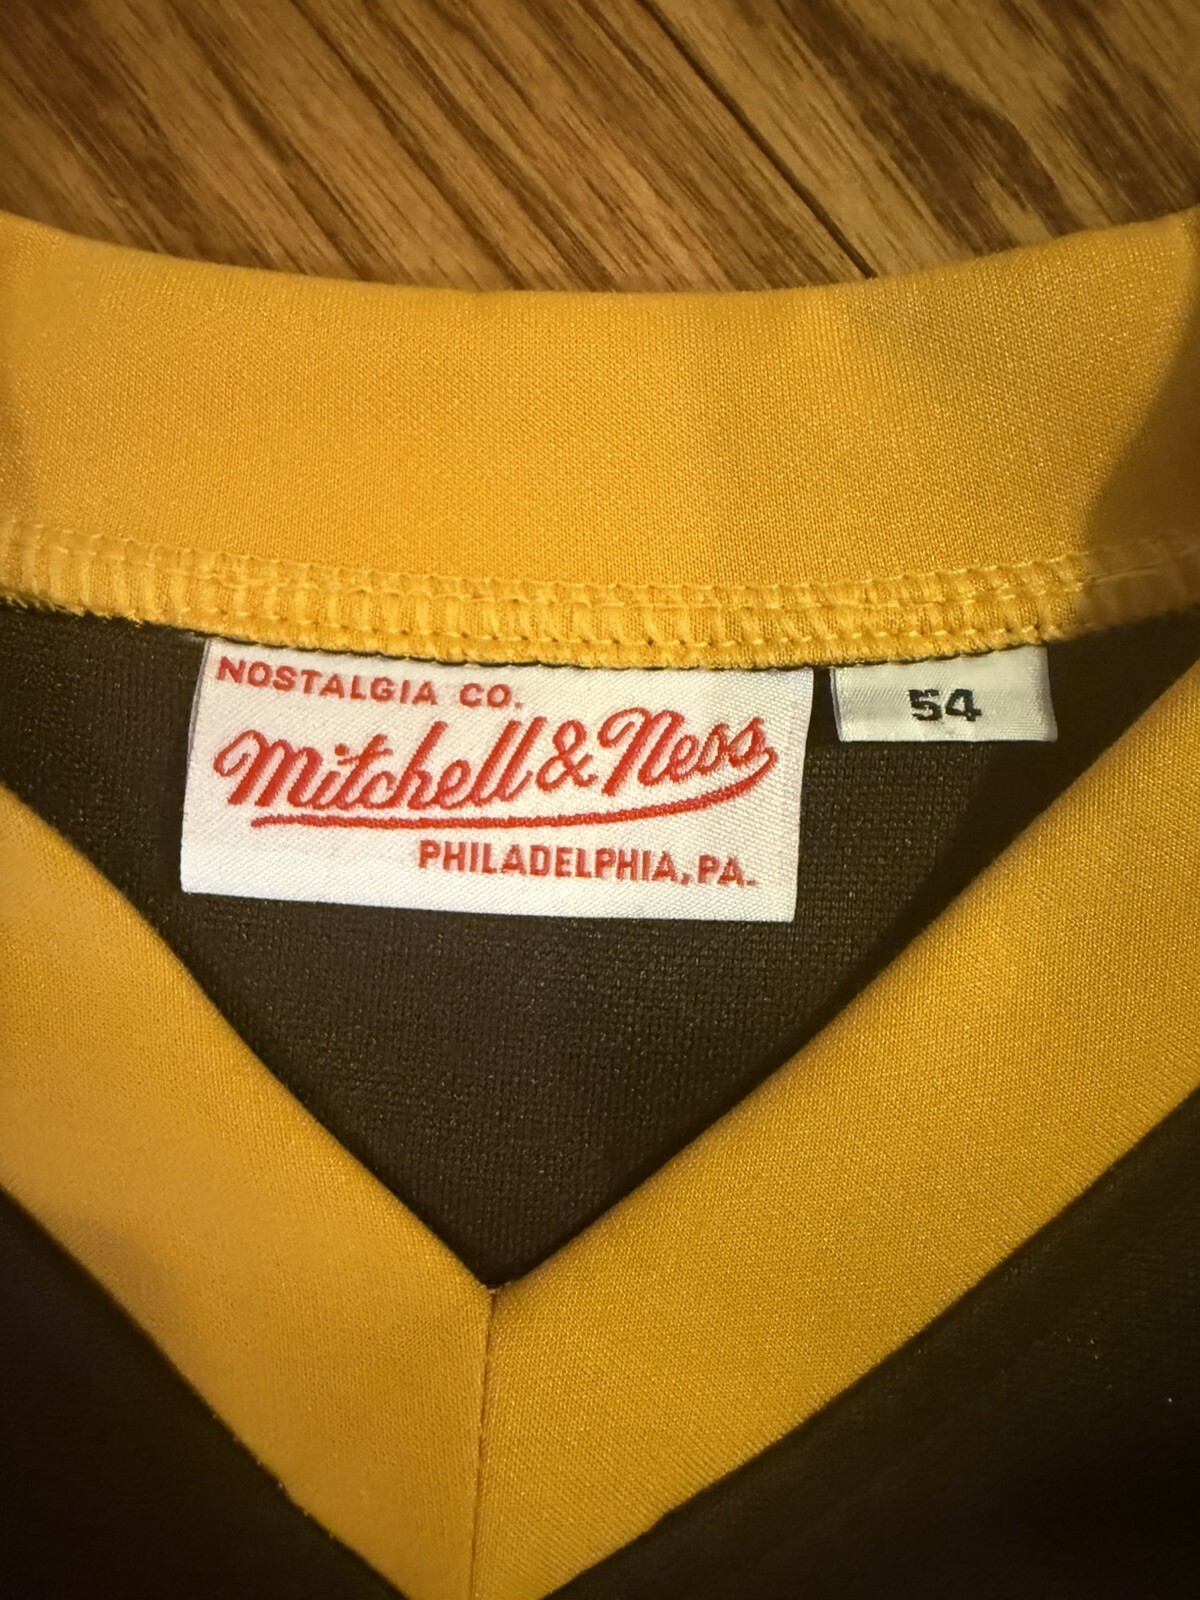 NOSTALGIA CO.
Mitchell & Ness
PHILADELPHIA, PA.
54